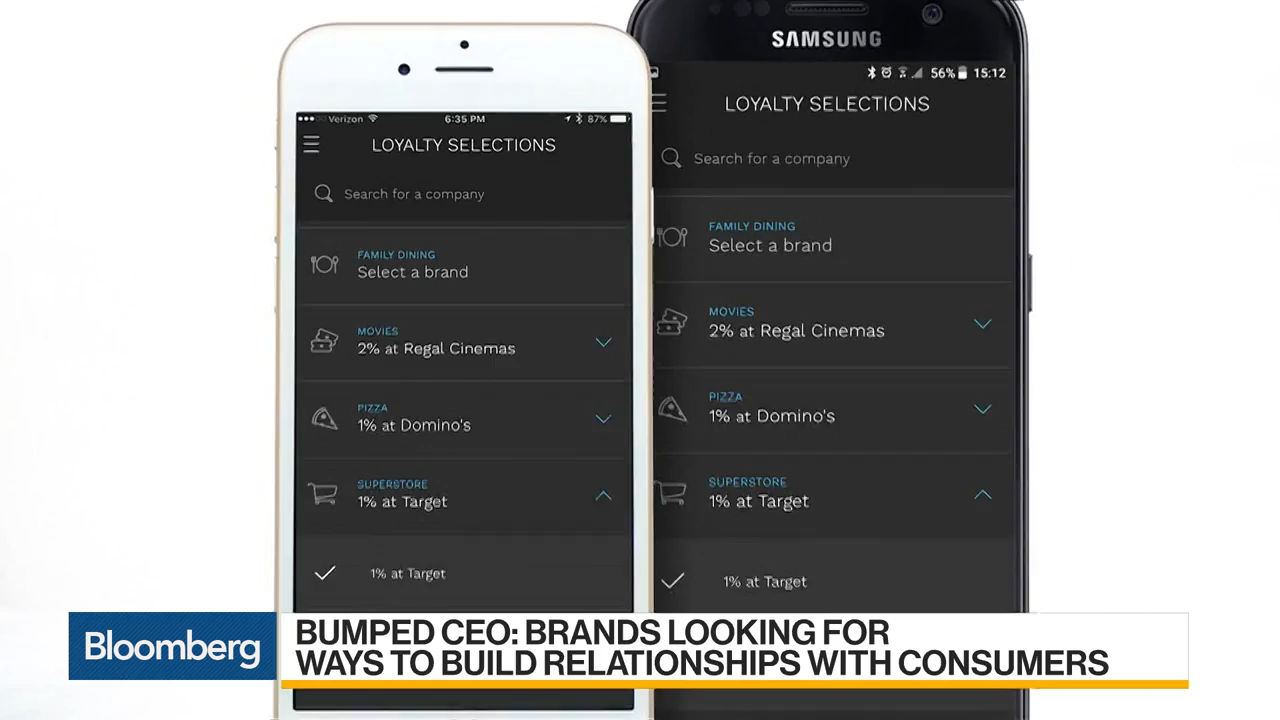 Verizon
6:35 PM
87%
LOYALTY SELECTIONS
Search for a company
FAMILY DINING
Select a brand
MOVIES
2% at Regal Cinemas
PIZZA
1% at Domino's
SUPERSTORE
1% at Target
1% at Target
SAMSUNG
56% 15:12
LOYALTY SELECTIONS
Search for a company
FAMILY DINING
Select a brand
MOVIES
2% at Regal Cinemas
PIZZA
1% at Domino's
SUPERSTORE
1% at Target
1% at Target
Bloomberg
BUMPED CEO: BRANDS LOOKING FOR
WAYS TO BUILD RELATIONSHIPS WITH CONSUMERS